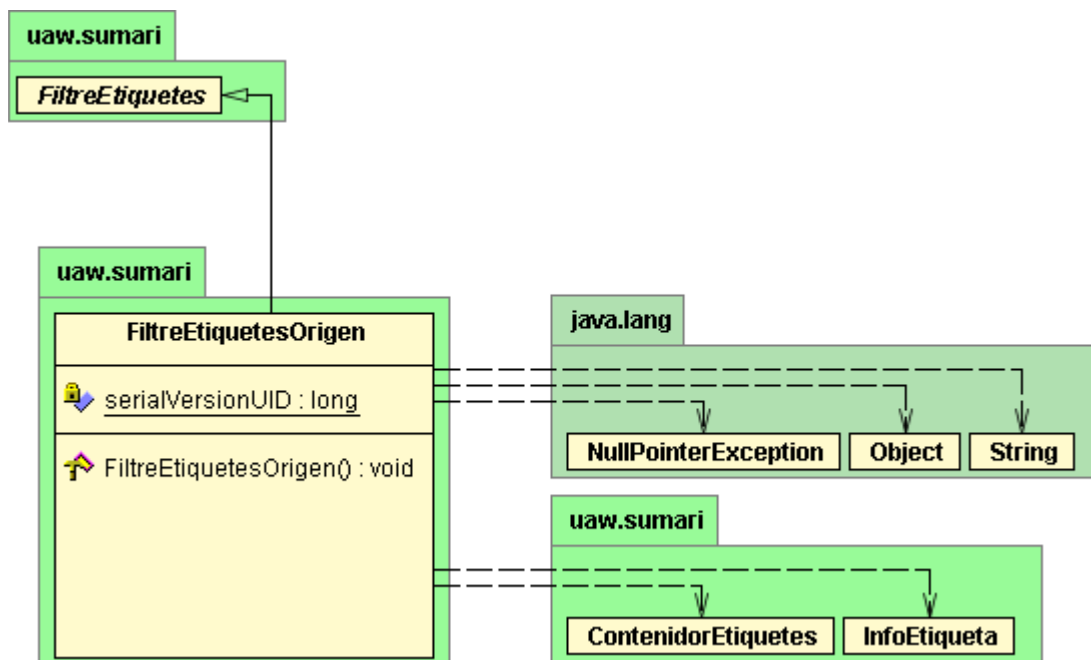 uaw.sumari
FiltreEtiquetes
uaw.sumari
FiltreEtiquetesOrigen
serialVersionUID : long
FiltreEtiquetesOrigen() : void
java.lang
NullPointerException
Object
String
uaw.sumari
ContenidorEtiquetes
InfoEtiqueta